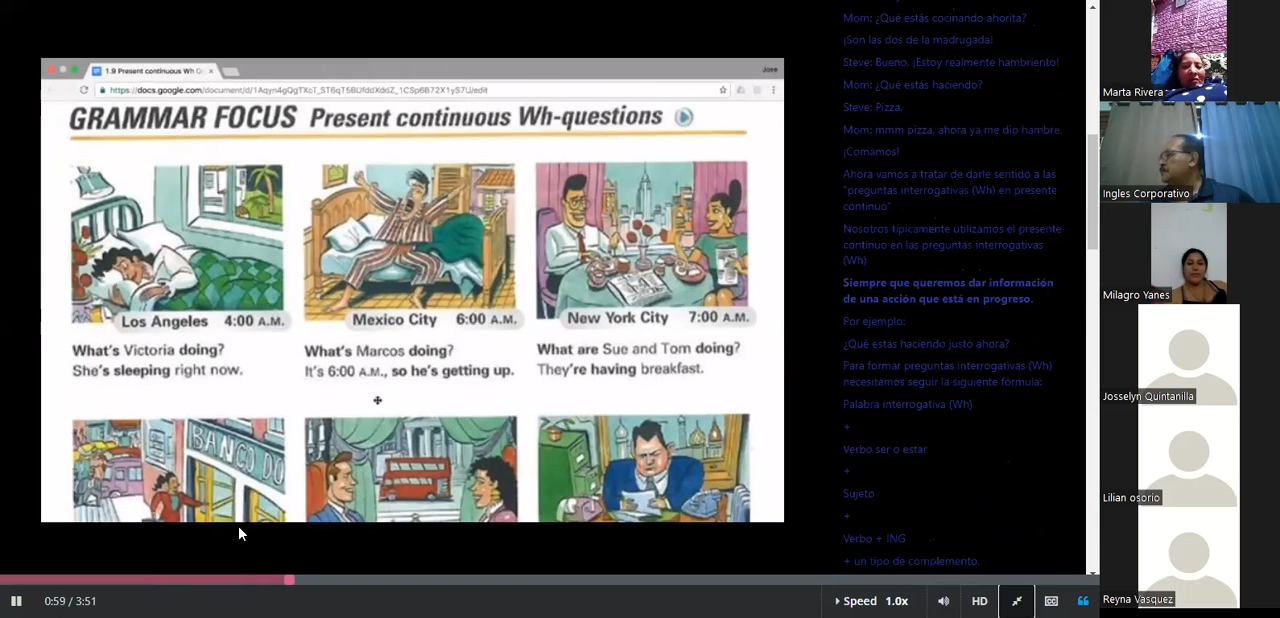 1.9 Present continuous Wh
Jose
GRAMMAR FOCUS Present continuous Wh-questions
Los Angeles 4:00 A.M.
Mexico City 6:00 A.M.
New York City 7:00 A.M.
What's Victoria doing?
She's sleeping right now.
What's Marcos doing?
It's 6:00 A.M., so he's getting up.
What are Sue and Tom doing?
They're having breakfast.
BANCO DO
0:59 / 3:51
Speed 1.0x
HD
CC
Mom: ¿Qué estás cocinando ahorita?
¡Son las dos de la madrugada!
Steve: Bueno, ¡Estoy realmente hambriento!
Mom: ¿Qué estás haciendo?
Steve: Pizza.
Mom: mmm pizza, ahora ya me dio hambre.
¡Comamos!
Ahora vamos a tratar de darle sentido a las
"preguntas interrogativas (Wh) en presente
continuo"
Nosotros típicamente utilizamos el presente
continuo en las preguntas interrogativas
(Wh)
Siempre que queremos dar información
de una acción que está en progreso.
Por ejemplo:
¿Qué estás haciendo justo ahora?
Para formar preguntas interrogativas (Wh)
necesitamos seguir la siguiente fórmula:
Palabra interrogativa (Wh)
+
Verbo ser o estar
+
Sujeto
+
Verbo + ING
+ un tipo de complemento.
Marta Rivera
Ingles Corporativo
Milagro Yanes
Josselyn Quintanilla
Lilian osorio
Reyna Vasquez